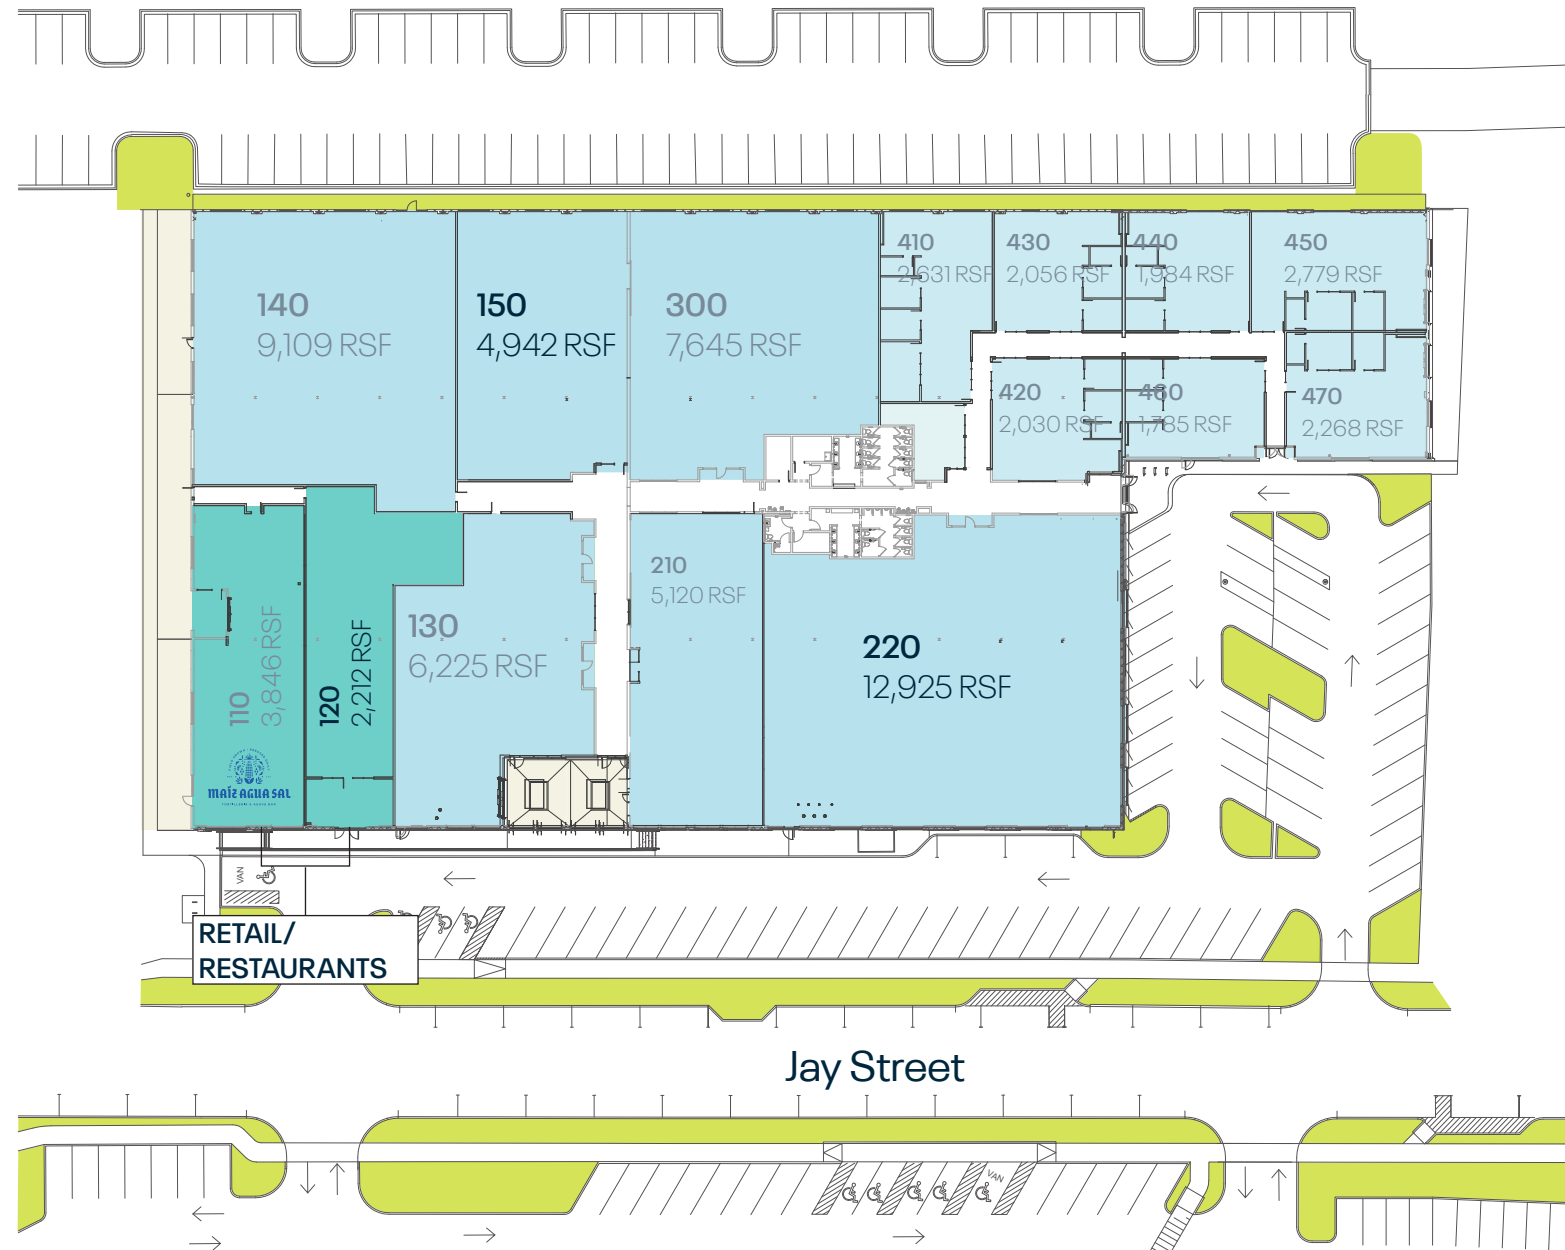 140
9,109 RSF
150
4,942 RSF
300
7,645 RSF
410
2,631 RSF
430
2,056 RSF
440
1,984 RSF
450
2,779 RSF
420
2,030 RSF
460
1,785 RSF
470
2,268 RSF
110
3,846 RSF
120
2,212 RSF
130
6,225 RSF
210
5,120 RSF
220
12,925 RSF
MAÍZ AGUA SAL
VAN
RETAIL/
RESTAURANTS
Jay Street
VAN